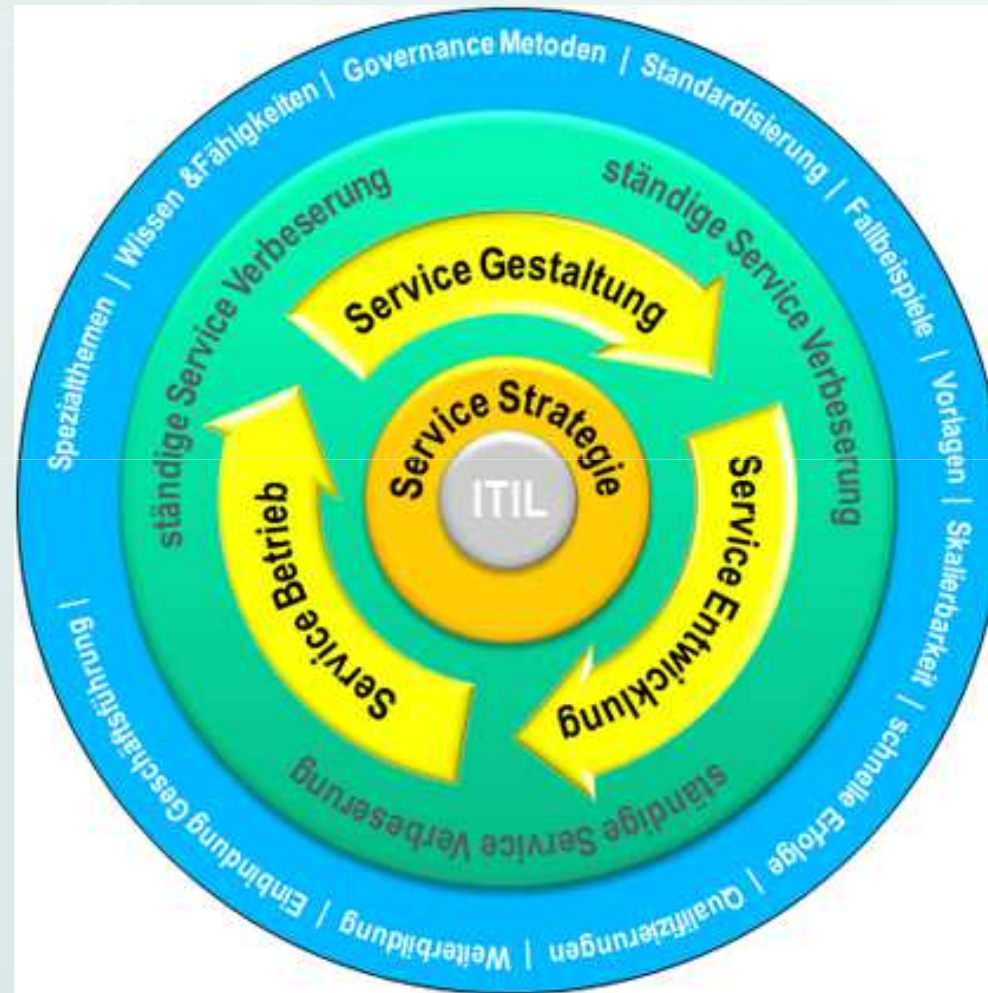 Spezialthemen | Wissen &Fähigkeiten | Governance Metoden | Standardisierung | Fallbeispiele | Vorlagen | Skalierbarkeit | schnelle Erfolge | Qualifizierungen | Weiterbildung | Einbindung Geschäftsführung |
ständige Service Verbeserung
ständige Service Verbeserung
ständige Service Verbeserung
Service Gestaltung
Service Entwicklung
Service Betrieb
Service Strategie
ITIL